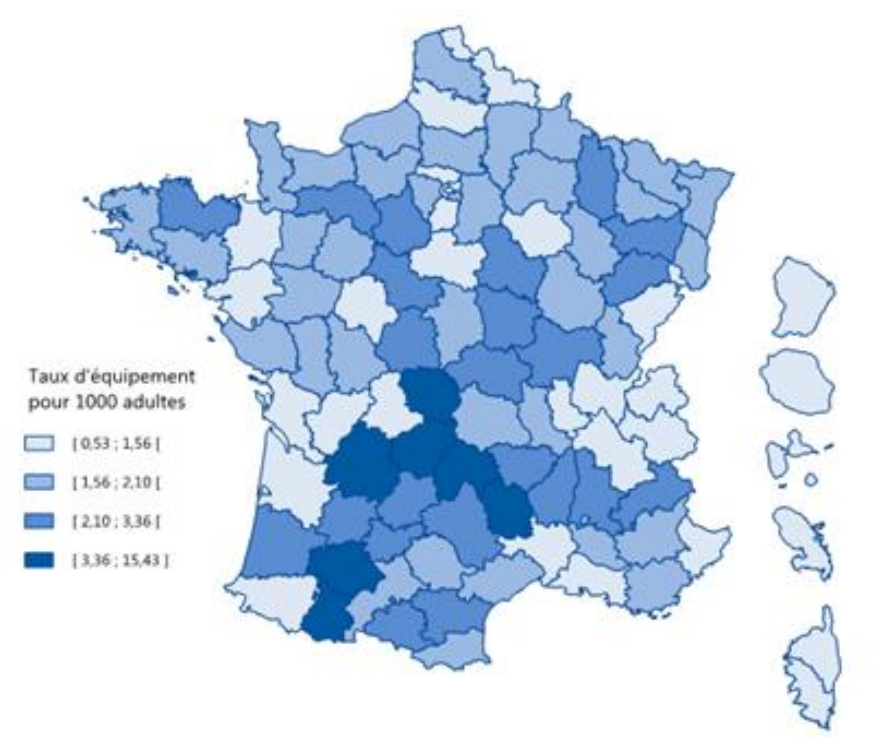 Taux d'équipement
pour 1000 adultes
[ 0,53 ; 1,56 [
[ 1,56 ; 2,10 [
[ 2,10 ; 3,36 [
[ 3,36 ; 15,43 ]